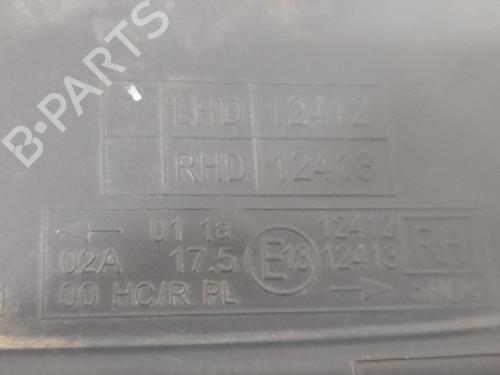 B-PARTS
LHD 12412
RHD 12413
← 01 1a 12412 RH
02A 17.5 E13 12413
00 HC/R PL →